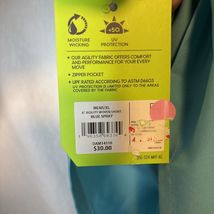 50
MOISTURE UV
WICKING PROTECTION
• OUR AGILITY FABRIC OFFERS COMFORT
AND PERFORMANCE FOR YOUR EVERY
MOVE
• ZIPPER POCKET
• UPF RATED ACCORDING TO ASTM D6603
UV PROTECTION IS LIMITED ONLY TO THE AREAS
COVERED BY THE GARMENT.
MENS/XL
BLUE SPRAY
$30.00